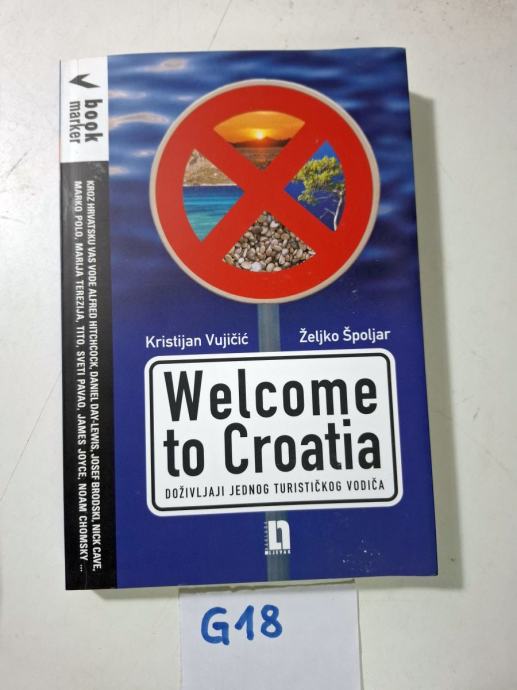 book
marker
KROZ HRVATSKU VAS VODE ALFRED HITCHCOCK, DANIEL DAY-LEWIS, JOSEF BRODSKI, NICK CAVE,
MARKO POLO, MARIJA TEREZIJA, TITO, SVETI PAVAO, JAMES JOYCE, NOAM CHOMSKY ...
Kristijan Vujičić
Željko Špoljar
Welcome
to Croatia
DOŽIVLJAJI JEDNOG TURISTIČKOG VODIČA
LJEVAK
G18